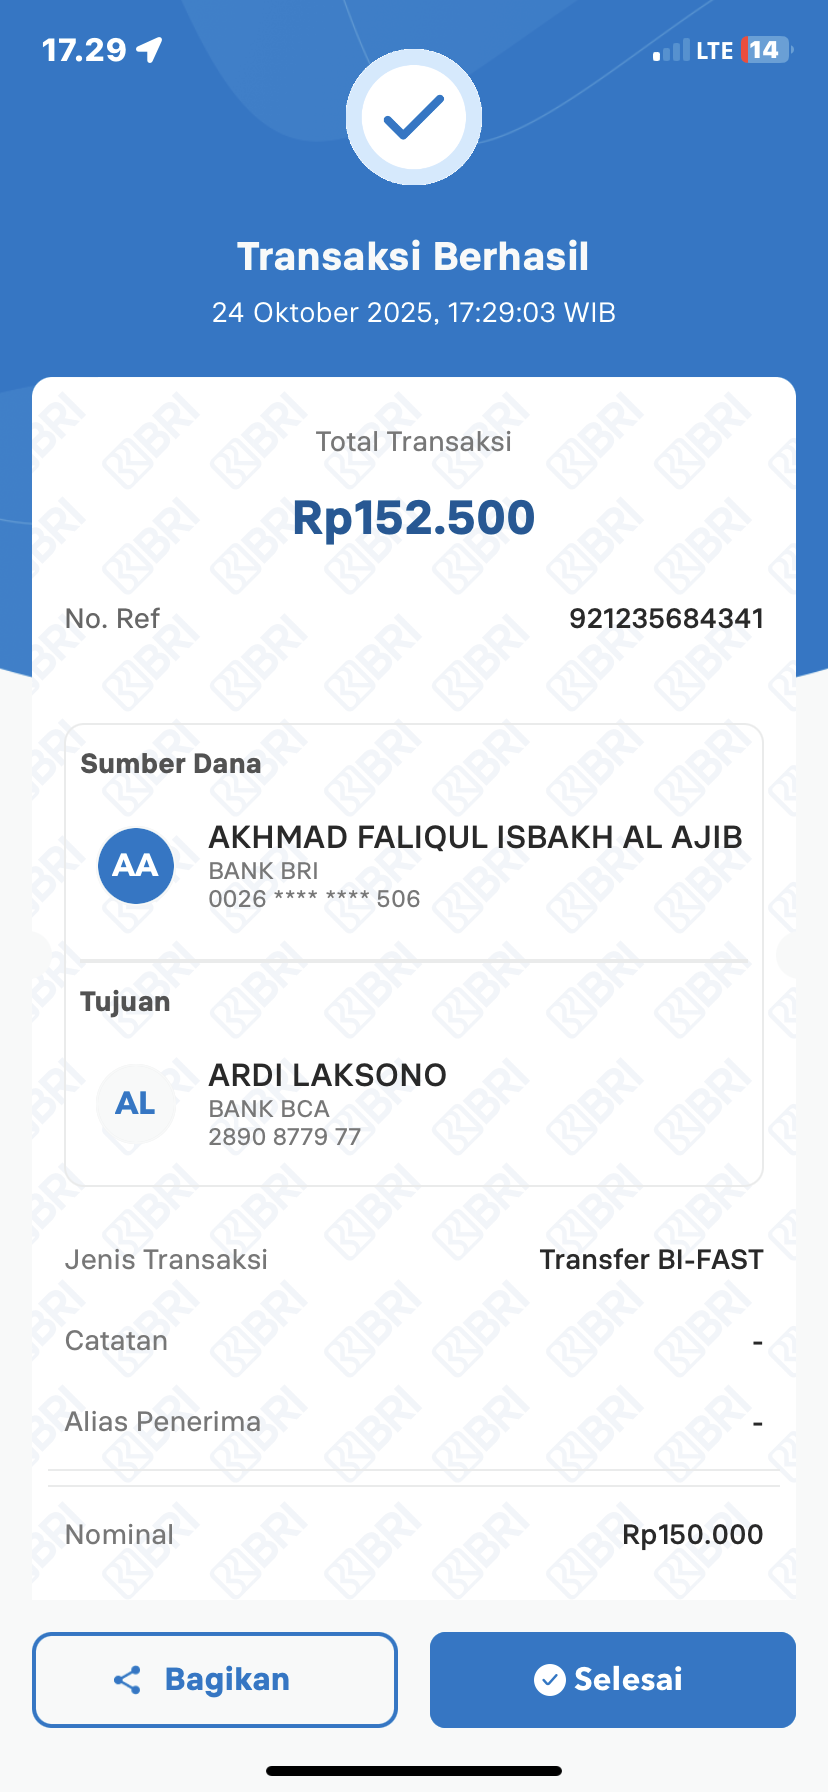 17.29 LTE 14
Transaksi Berhasil
24 Oktober 2025, 17:29:03 WIB
Total Transaksi
Rp152.500
No. Ref 921235684341
Sumber Dana
AA
AKHMAD FALIQUL ISBAKH AL AJIB
BANK BRI
0026 **** **** 506
Tujuan
AL
ARDI LAKSONO
BANK BCA
2890 8779 77
Jenis Transaksi Transfer BI-FAST
Catatan -
Alias Penerima -
Nominal Rp150.000
Bagikan Selesai